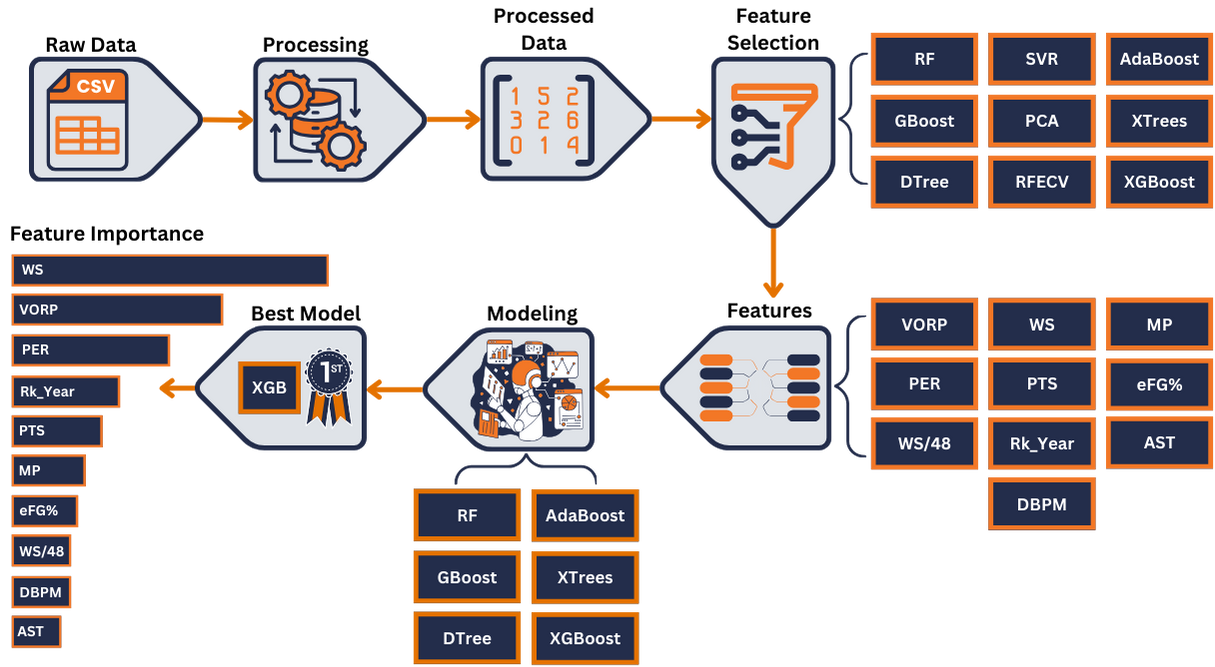 Raw Data
CSV
Processing
Processed
Data
1 5 2
3 2 6
0 1 4
Feature
Selection
RF
SVR
AdaBoost
GBoost
PCA
XTrees
DTree
RFECV
XGBoost
Feature Importance
WS
VORP
PER
Rk_Year
PTS
MP
eFG%
WS/48
DBPM
AST
Best Model
XGB
1ST
Modeling
RF
AdaBoost
GBoost
XTrees
DTree
XGBoost
Features
VORP
WS
MP
PER
PTS
eFG%
WS/48
Rk_Year
AST
DBPM